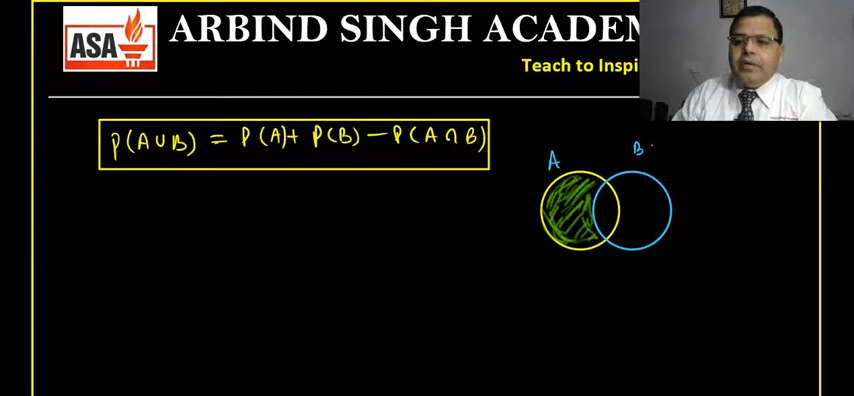 ASA
ARBIND SINGH ACADEM
Teach to Inspi
P(A∪B) = P(A)+ P(B) − P(A∩B)
A
B